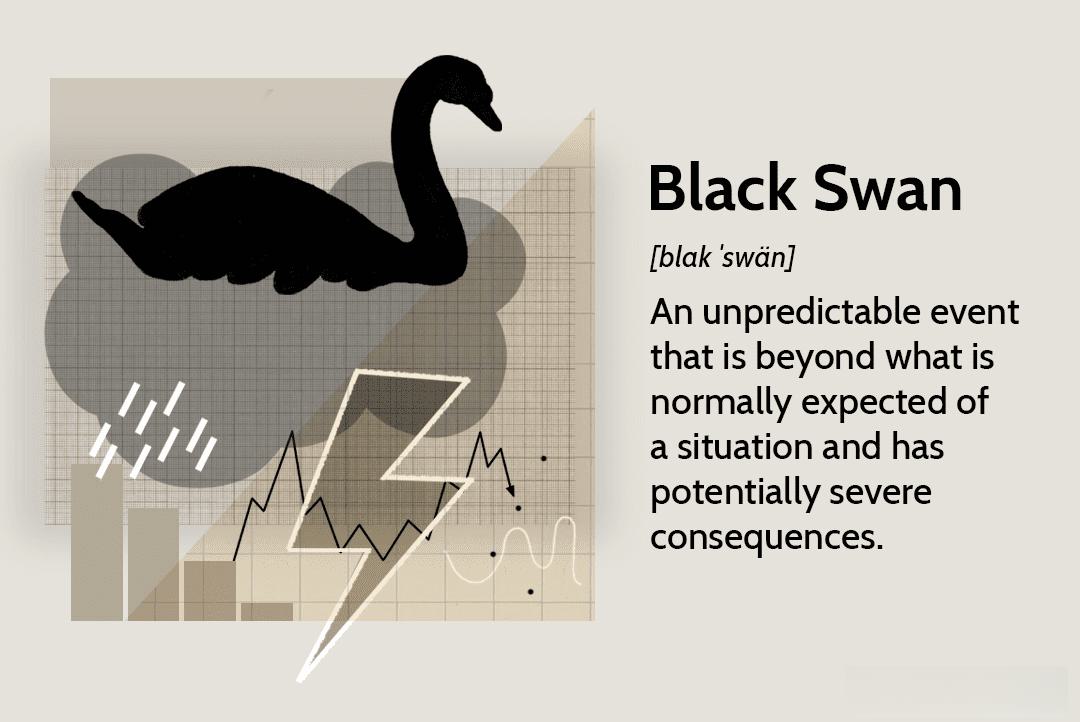 Black Swan
[blak ˈswän]
An unpredictable event
that is beyond what is
normally expected of
a situation and has
potentially severe
consequences.